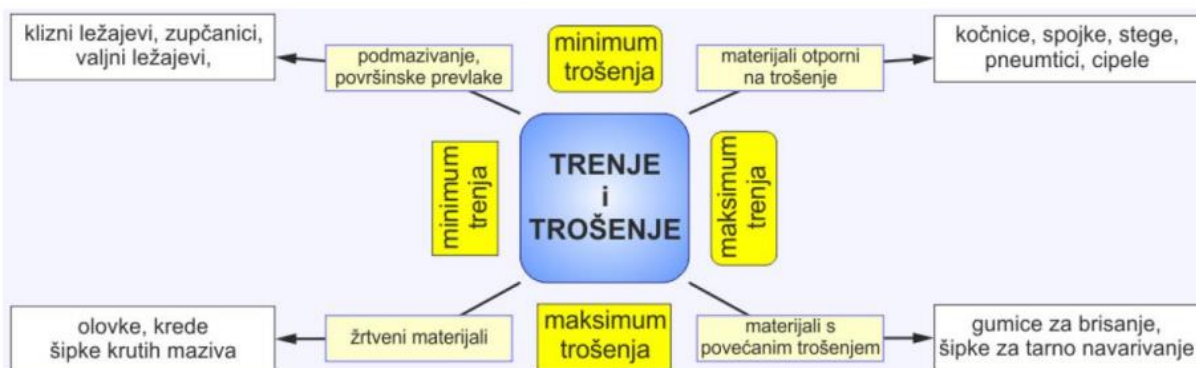 klizni ležajevi, zupčanici,
valjni ležajevi,
podmazivanje,
površinske prevlake
minimum
trošenja
materijali otporni
na trošenje
kočnice, spojke, stege,
pneumtici, cipele
minimum
trenja
TRENJE
i
TROŠENJE
maksimum
trenja
olovke, krede
šipke krutih maziva
žrtveni materijali
maksimum
trošenja
materijali s
povećanim trošenjem
gumice za brisanje,
šipke za tarno navarivanje